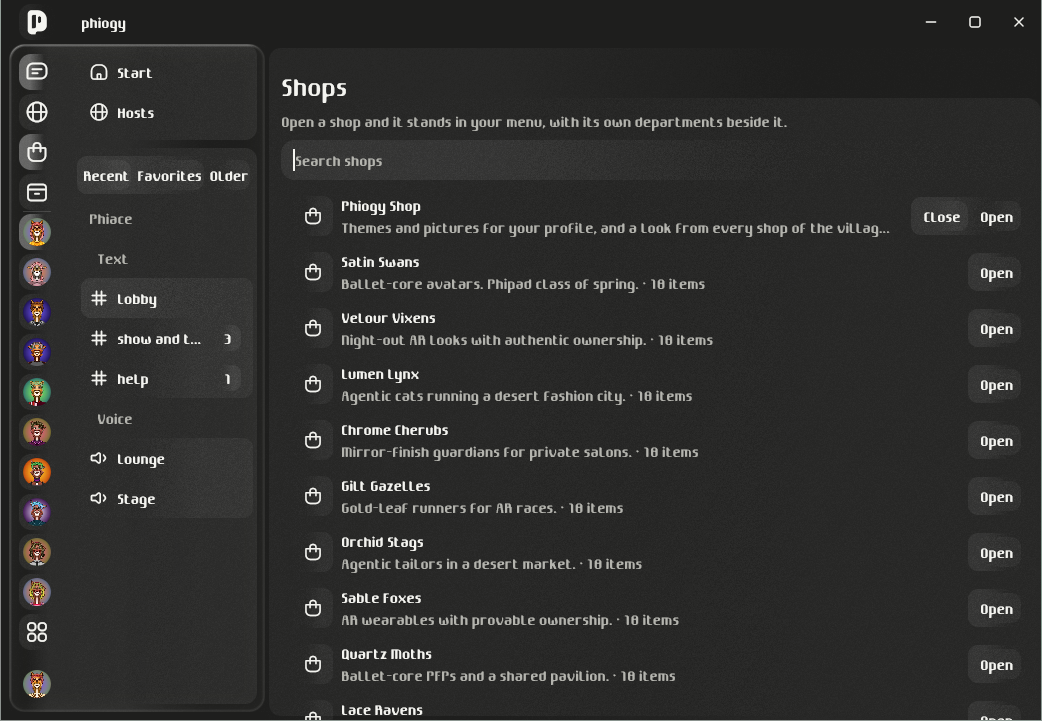 phiogy
Start
Hosts
Recent Favorites Older
Phiace
Text
Lobby
show and t... 3
help 1
Voice
Lounge
Stage
Shops
Open a shop and it stands in your menu, with its own departments beside it.
Search shops
Phiogy Shop
Themes and pictures for your profile, and a look from every shop of the villag...
Close Open
Satin Swans
Ballet-core avatars. Phipad class of spring. · 10 items
Open
Velour Vixens
Night-out AR looks with authentic ownership. · 10 items
Open
Lumen Lynx
Agentic cats running a desert fashion city. · 10 items
Open
Chrome Cherubs
Mirror-finish guardians for private salons. · 10 items
Open
Gilt Gazelles
Gold-leaf runners for AR races. · 10 items
Open
Orchid Stags
Agentic tailors in a desert market. · 10 items
Open
Sable Foxes
AR wearables with provable ownership. · 10 items
Open
Quartz Moths
Ballet-core PFPs and a shared pavilion. · 10 items
Open
Lace Ravens
Open